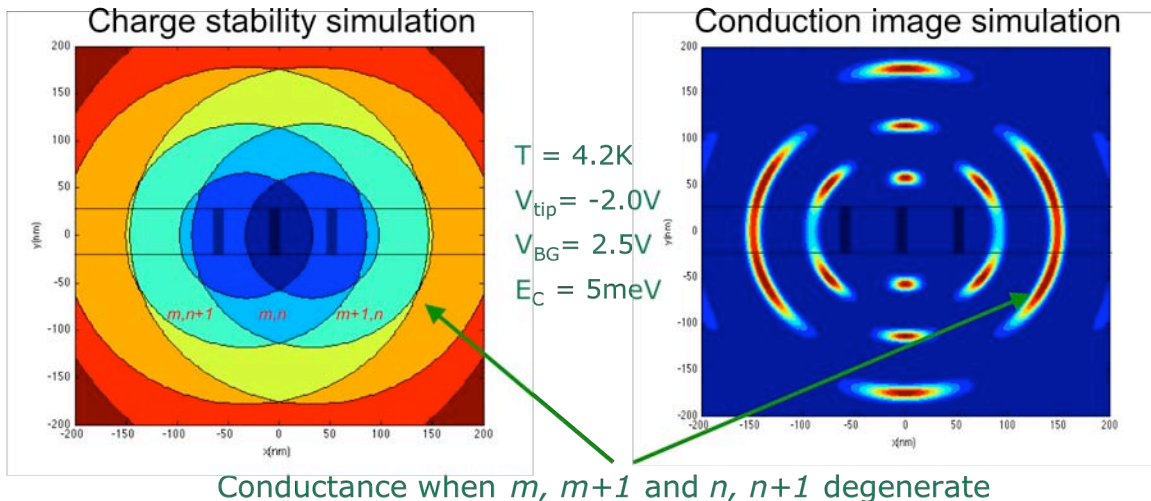 Charge stability simulation
Conduction image simulation
200
150
100
50
0
-50
-100
-150
-200
y(nm)
-200 -150 -100 -50 0 50 100 150 200
x(nm)
m,n+1 m,n m+1,n
T = 4.2K
Vtip= -2.0V
VBG= 2.5V
EC = 5meV
200
150
100
50
0
-50
-100
-150
-200
y(nm)
-200 -150 -100 -50 0 50 100 150 200
x(nm)
Conductance when m, m+1 and n, n+1 degenerate